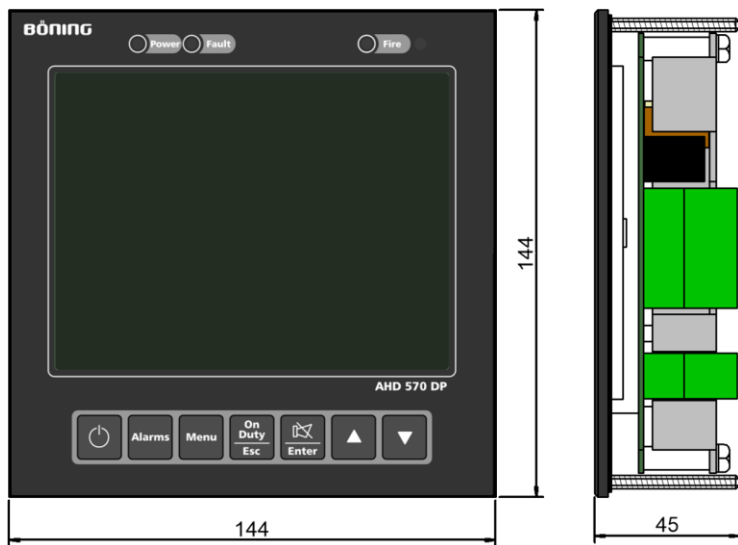 BÖNING
Power Fault Fire
144
AHD 570 DP
Alarms Menu On Duty Esc Enter
144
45